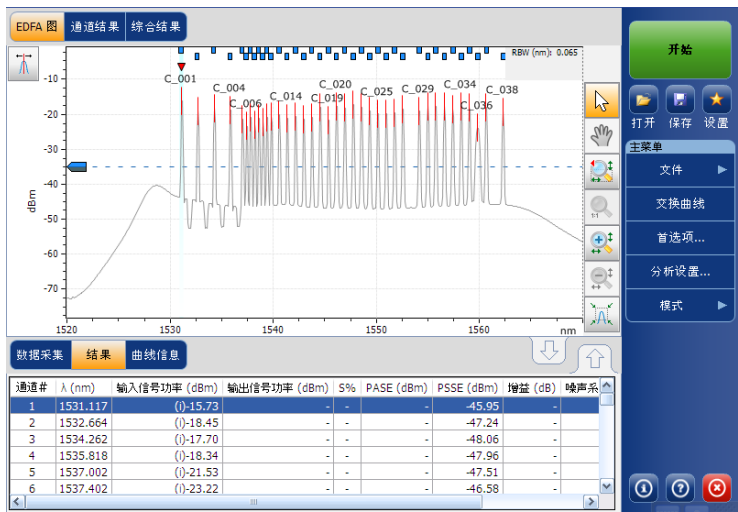 EDFA 图 通道结果 综合结果
开始
RBW (nm): 0.065
C_001 C_004 C_006 C_014 C_019 C_020 C_025 C_029 C_034 C_036 C_038
-10
-20
-30
-40
-50
-60
-70
dBm
1520 1530 1540 1550 1560 nm
1:1
打开 保存 设置
主菜单
文件
交换曲线
首选项...
分析设置...
模式
数据采集 结果 曲线信息
通道# λ (nm) 输入信号功率 (dBm) 输出信号功率 (dBm) S% PASE (dBm) PSSE (dBm) 增益 (dB) 噪声系
1 1531.117 (i)-15.73 - - - -45.95 -
2 1532.664 (i)-18.45 - - - -47.24 -
3 1534.262 (i)-17.70 - - - -48.06 -
4 1535.818 (i)-18.34 - - - -47.96 -
5 1537.002 (i)-21.53 - - - -47.51 -
6 1537.402 (i)-23.22 - - - -46.58 -